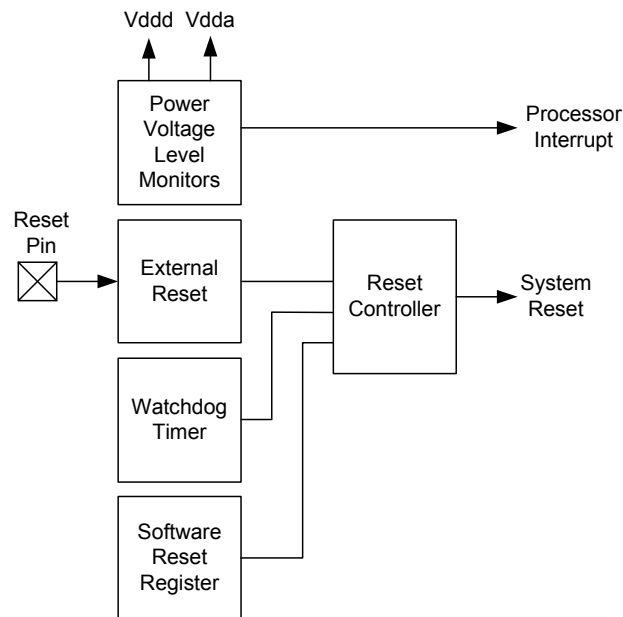 Vddd Vdda
Power
Voltage
Level
Monitors
Processor
Interrupt
Reset
Pin
External
Reset
Reset
Controller
System
Reset
Watchdog
Timer
Software
Reset
Register